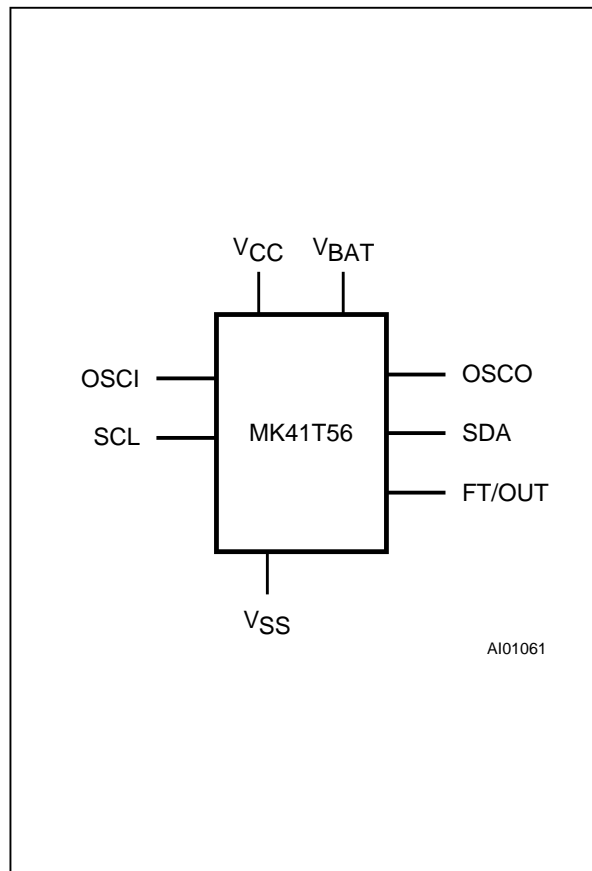 VCC VBAT
OSCI OSCO
SCL MK41T56 SDA
FT/OUT
VSS
AI01061